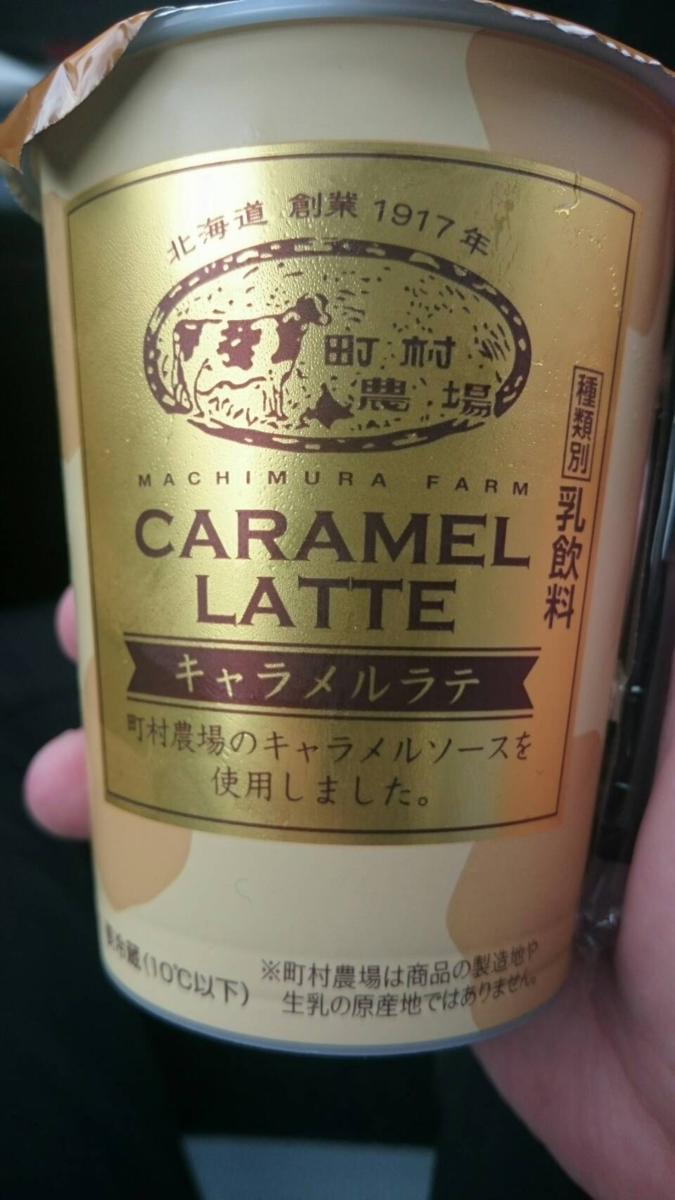 北海道 創業 1917年
町村
農場
MACHIMURA FARM
CARAMEL
LATTE
キャラメルラテ
町村農場のキャラメルソースを
使用しました。
種類別 乳飲料
冷蔵(10℃以下)
※町村農場は商品の製造地や
生乳の原産地ではありません。